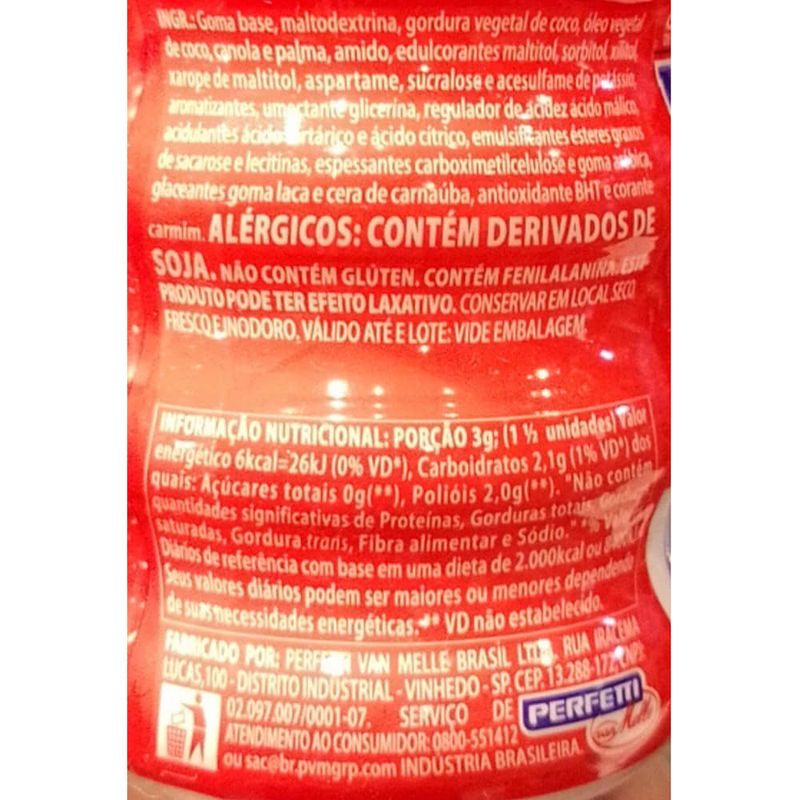 INGR.: Goma base, maltodextrina, gordura vegetal de coco, óleo vegetal
de coco, canola e palma, amido, edulcorantes maltitol, sorbitol, xilitol,
xarope de maltitol, aspartame, sucralose e acesulfame de potássio,
aromatizantes, umectante glicerina, regulador de acidez ácido málico,
acidulantes ácido tartárico e ácido cítrico, emulsificantes ésteres graxos
de sacarose e lecitinas, espessantes carboximetilcelulose e goma arábica,
glaceantes goma laca e cera de carnaúba, antioxidante BHT e corante
carmim. ALÉRGICOS: CONTÉM DERIVADOS DE
SOJA. NÃO CONTÉM GLÚTEN. CONTÉM FENILALANINA. ESTE
PRODUTO PODE TER EFEITO LAXATIVO. CONSERVAR EM LOCAL SECO,
FRESCO E INODORO. VÁLIDO ATÉ E LOTE: VIDE EMBALAGEM.
INFORMAÇÃO NUTRICIONAL: PORÇÃO 3g; (1 ½ unidades) Valor
energético 6kcal=26kJ (0% VD*), Carboidratos 2,1g (1% VD*) dos
quais: Açúcares totais 0g(**), Polióis 2,0g(**). "Não contém
quantidades significativas de Proteínas, Gorduras totais,
saturadas, Gordura trans, Fibra alimentar e Sódio."
Diários de referência com base em uma dieta de 2.000kcal ou
Seus valores diários podem ser maiores ou menores dependendo
de suas necessidades energéticas.** VD não estabelecido.
FABRICADO POR: PERFETTI VAN MELLE BRASIL LTDA. RUA IRACEMA
LUCAS, 100 - DISTRITO INDUSTRIAL - VINHEDO - SP. CEP. 13.288-172, CNPJ:
02.097.007/0001-07. SERVIÇO DE
ATENDIMENTO AO CONSUMIDOR: 0800-551412
ou sac@br.pvmgrp.com INDÚSTRIA BRASILEIRA.
PERFETTI
van Melle